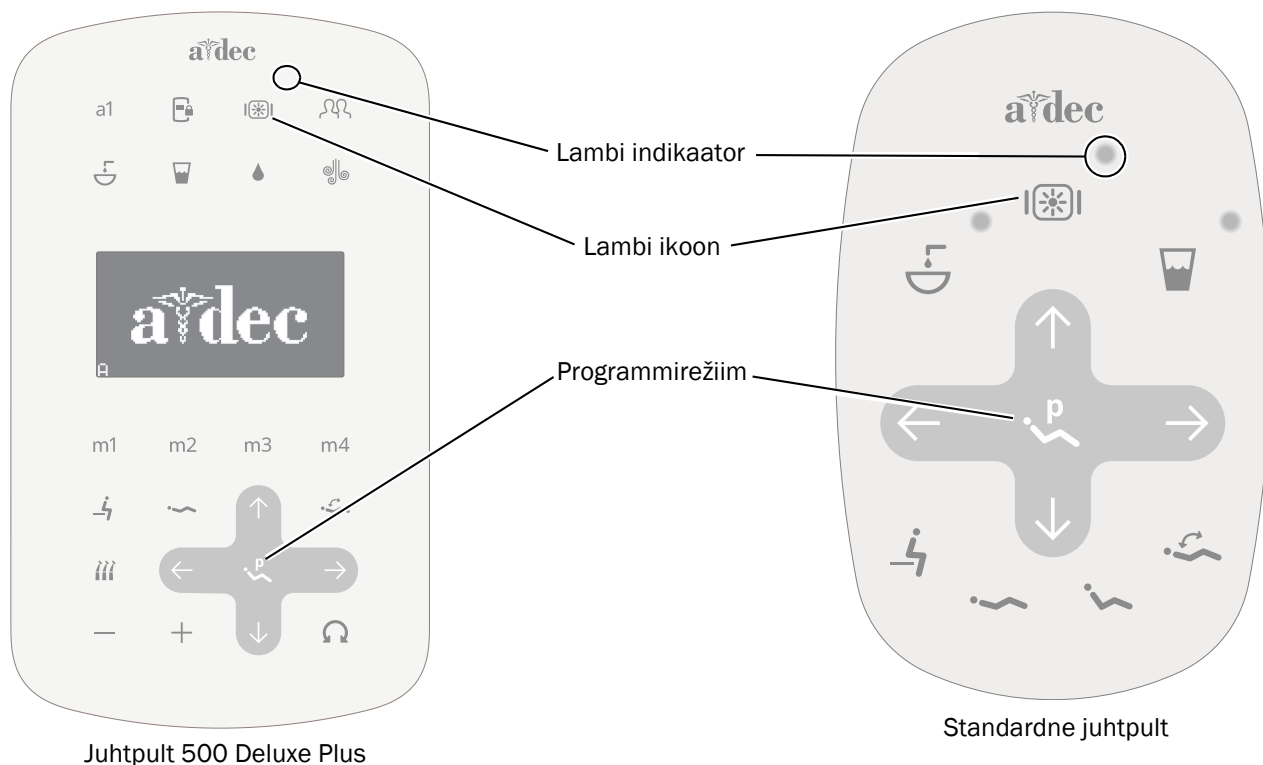 a dec
a1
a dec
A
m1 m2 m3 m4
p
− +
Juhtpult 500 Deluxe Plus
Lambi indikaator
Lambi ikoon
Programmirežiim
a dec
p
Standardne juhtpult